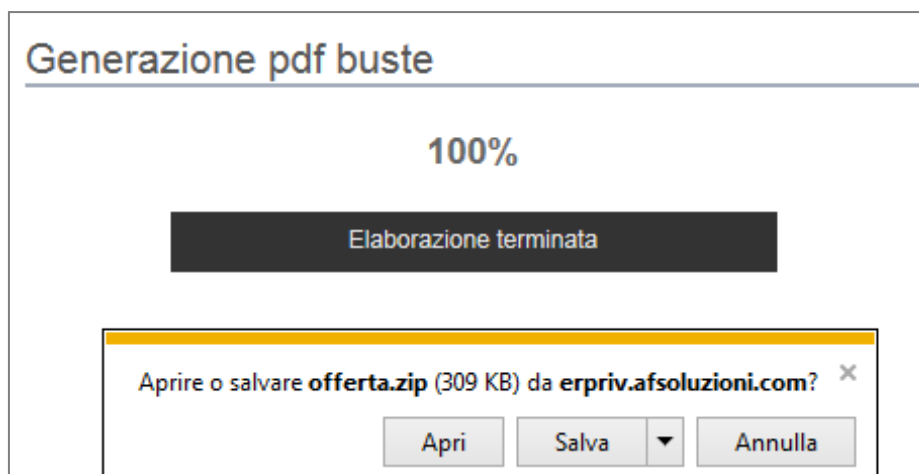 Generazione pdf buste
100%
Elaborazione terminata
Aprire o salvare offerta.zip (309 KB) da erpriv.afsoluzioni.com?
Apri Salva Annulla